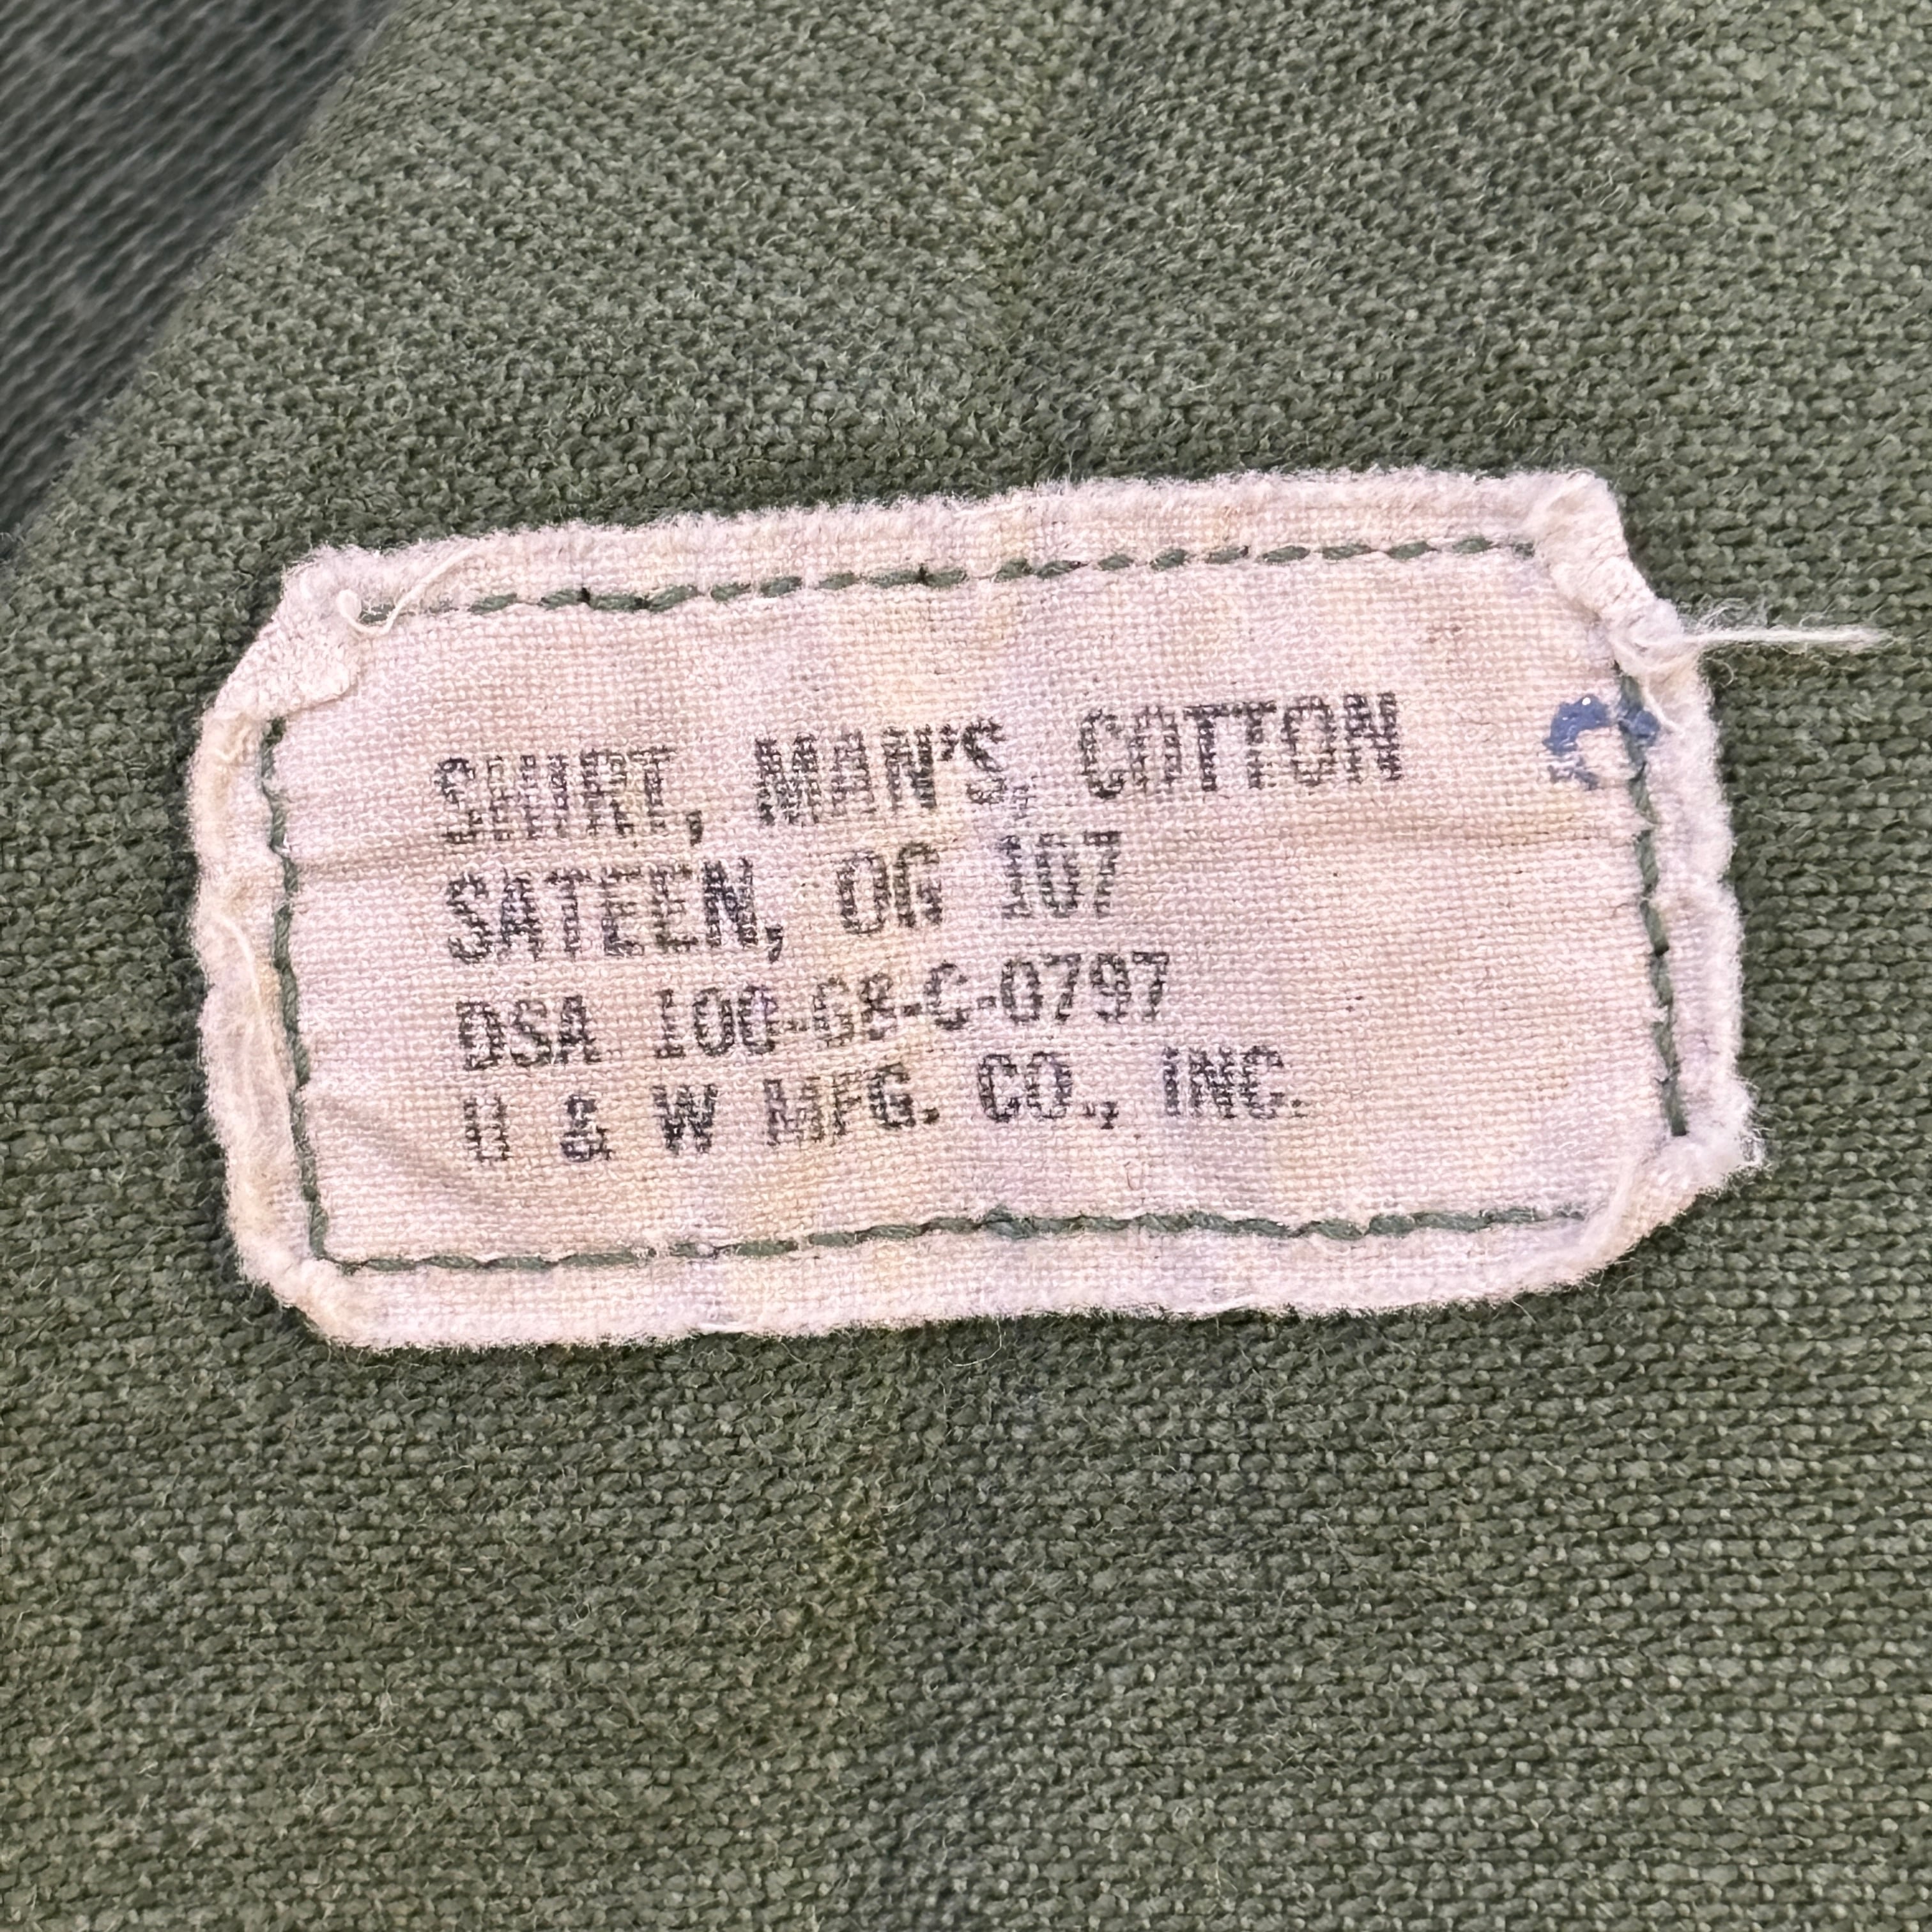 SHIRT, MAN'S, COTTON
SATEEN, OG 107
DSA 100-68-C-0797
U & W MFG. CO., INC.